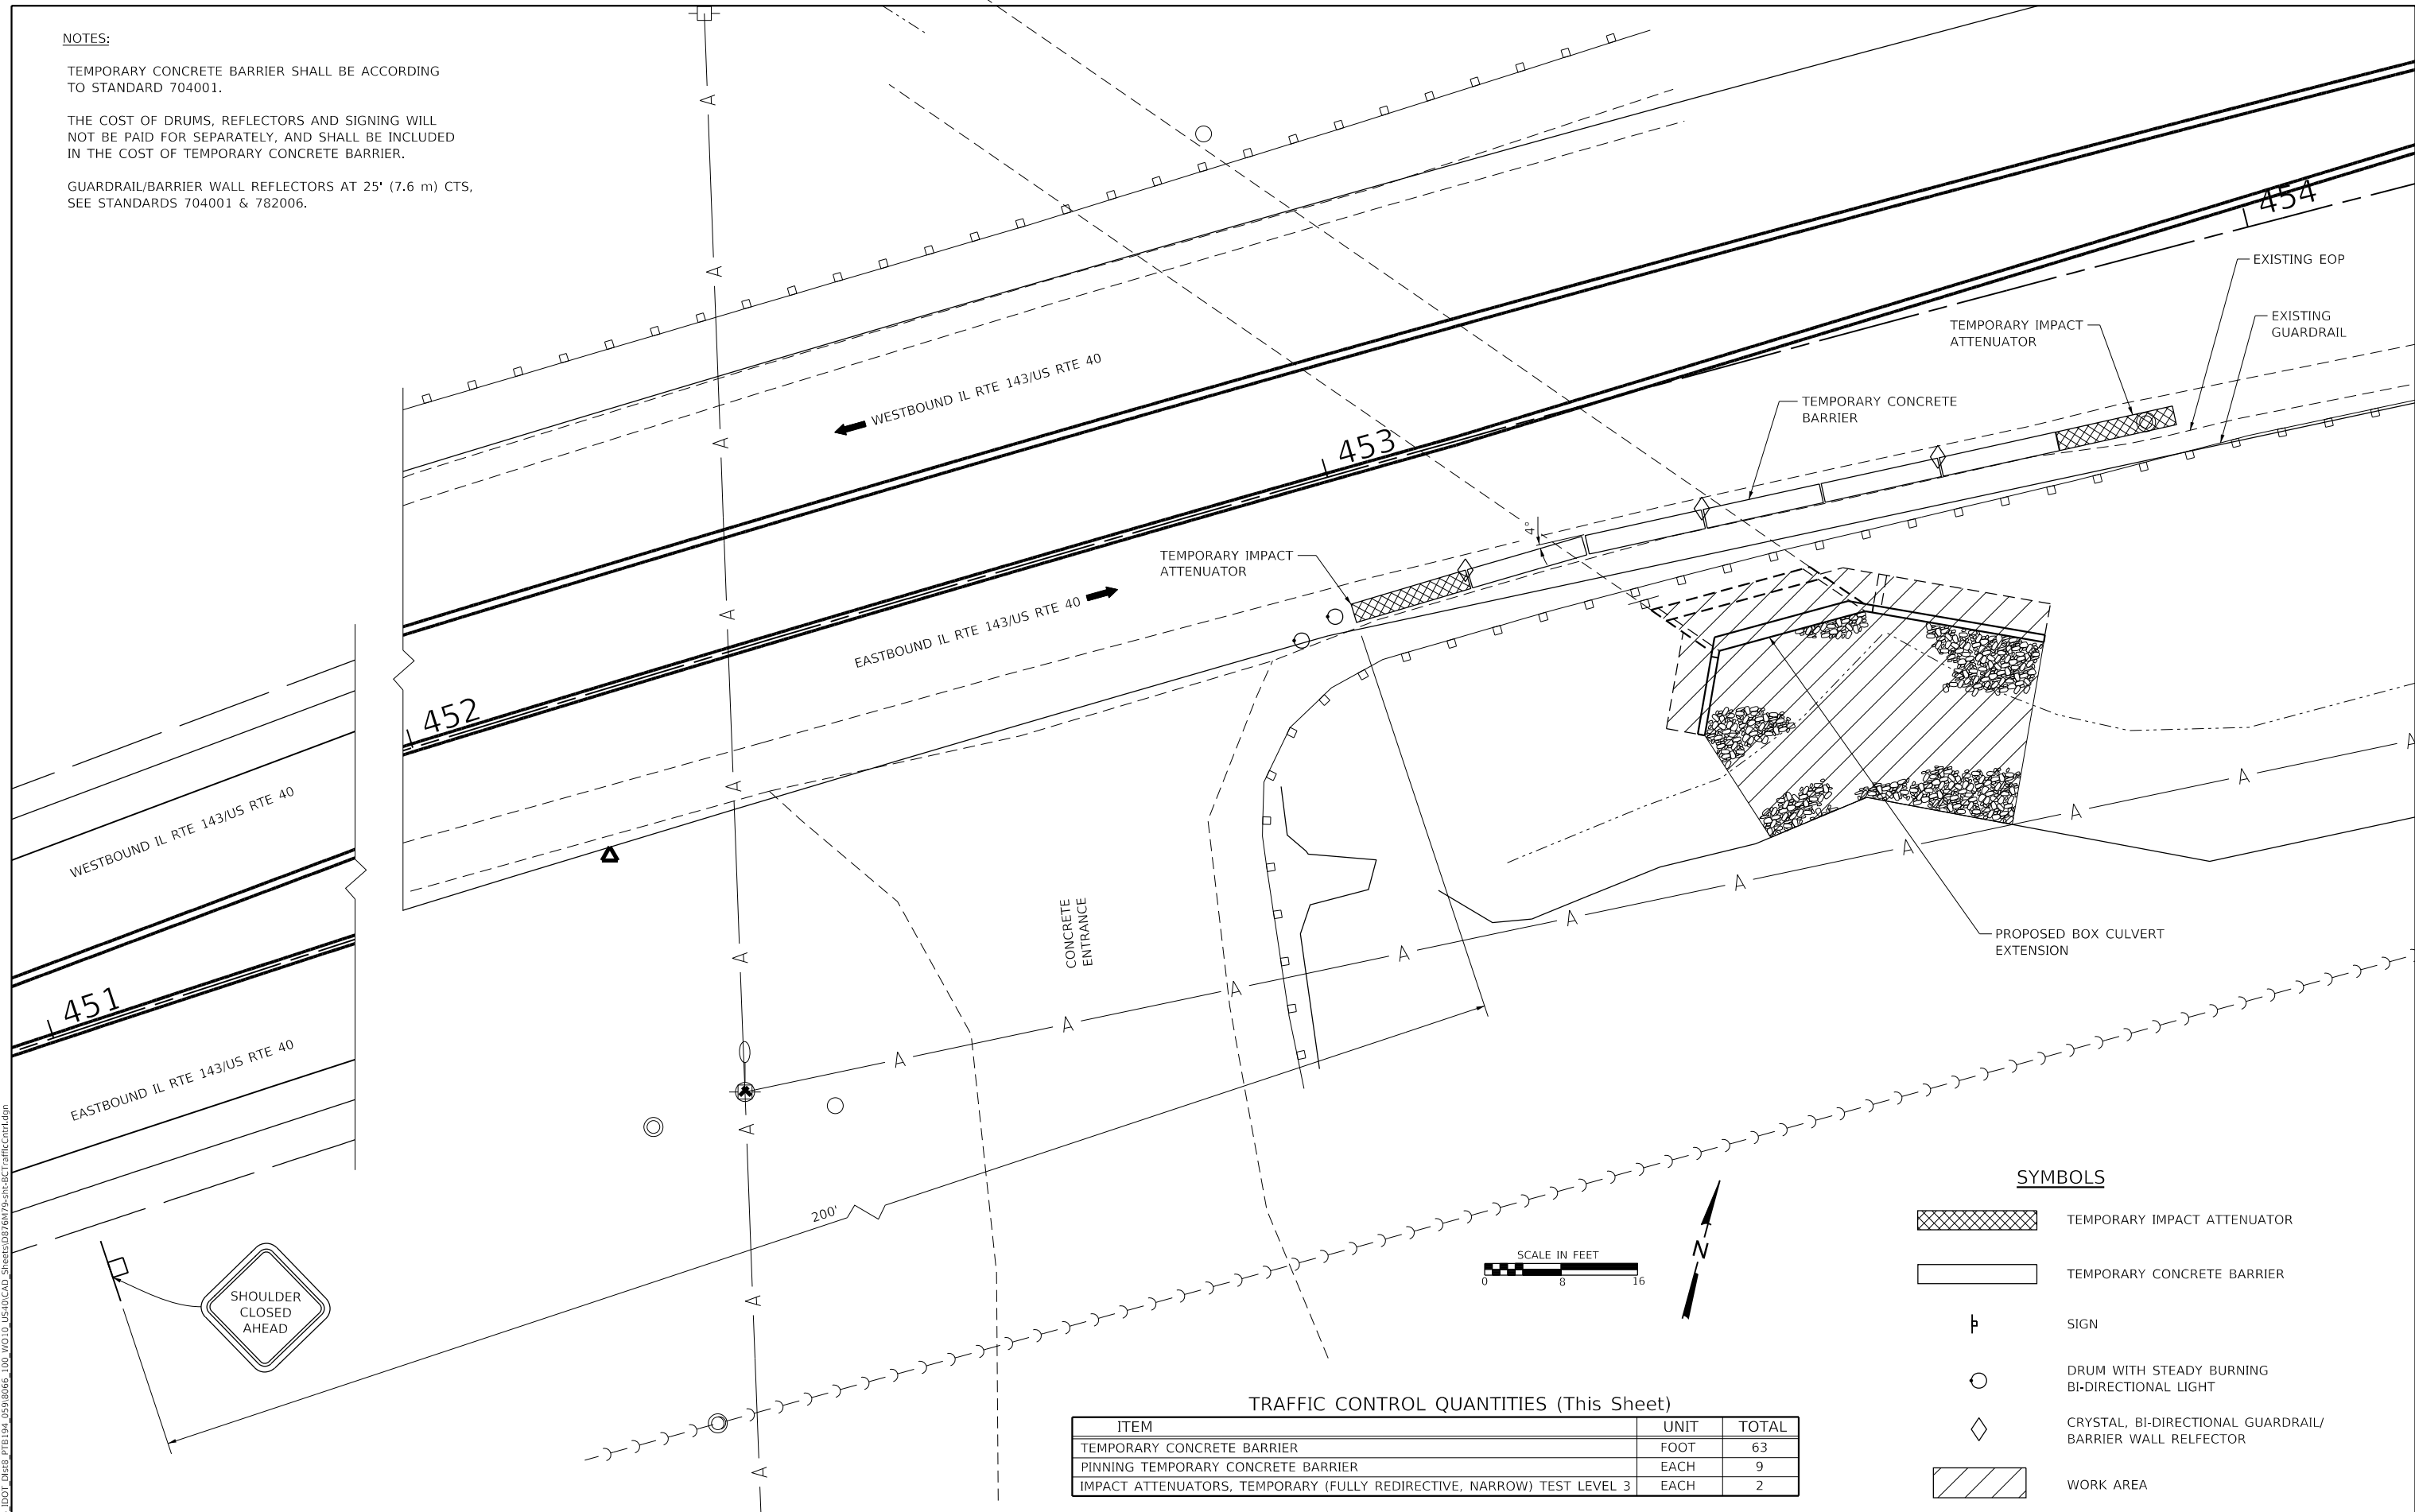 NOTES:
TEMPORARY CONCRETE BARRIER SHALL BE ACCORDING
TO STANDARD 704001.
THE COST OF DRUMS, REFLECTORS AND SIGNING WILL
NOT BE PAID FOR SEPARATELY, AND SHALL BE INCLUDED
IN THE COST OF TEMPORARY CONCRETE BARRIER.
GUARDRAIL/BARRIER WALL REFLECTORS AT 25' (7.6 m) CTS,
SEE STANDARDS 704001 & 782006.
A
A
A
A
A
A
A
A
A
A
454
EXISTING EOP
EXISTING
GUARDRAIL
TEMPORARY IMPACT
ATTENUATOR
TEMPORARY CONCRETE
BARRIER
WESTBOUND IL RTE 143/US RTE 40
453
4°
TEMPORARY IMPACT
ATTENUATOR
EASTBOUND IL RTE 143/US RTE 40
452
WESTBOUND IL RTE 143/US RTE 40
451
EASTBOUND IL RTE 143/US RTE 40
CONCRETE
ENTRANCE
A
A
A
A
A
A
A
A
A
A
PROPOSED BOX CULVERT
EXTENSION
200'
SHOULDER
CLOSED
AHEAD
SCALE IN FEET
0 8 16
N
SYMBOLS
TEMPORARY IMPACT ATTENUATOR
TEMPORARY CONCRETE BARRIER
SIGN
DRUM WITH STEADY BURNING
BI-DIRECTIONAL LIGHT
CRYSTAL, BI-DIRECTIONAL GUARDRAIL/
BARRIER WALL RELFECTOR
WORK AREA
TRAFFIC CONTROL QUANTITIES (This Sheet)
ITEM UNIT TOTAL
TEMPORARY CONCRETE BARRIER FOOT 63
PINNING TEMPORARY CONCRETE BARRIER EACH 9
IMPACT ATTENUATORS, TEMPORARY (FULLY REDIRECTIVE, NARROW) TEST LEVEL 3 EACH 2